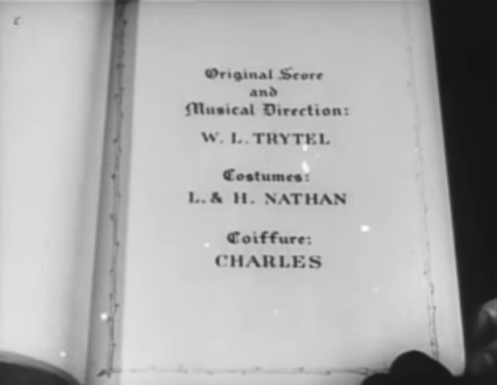 Original Score
and
Musical Direction:
W. L. TRYTEL
Costumes:
L. & H. NATHAN
Coiffure:
CHARLES